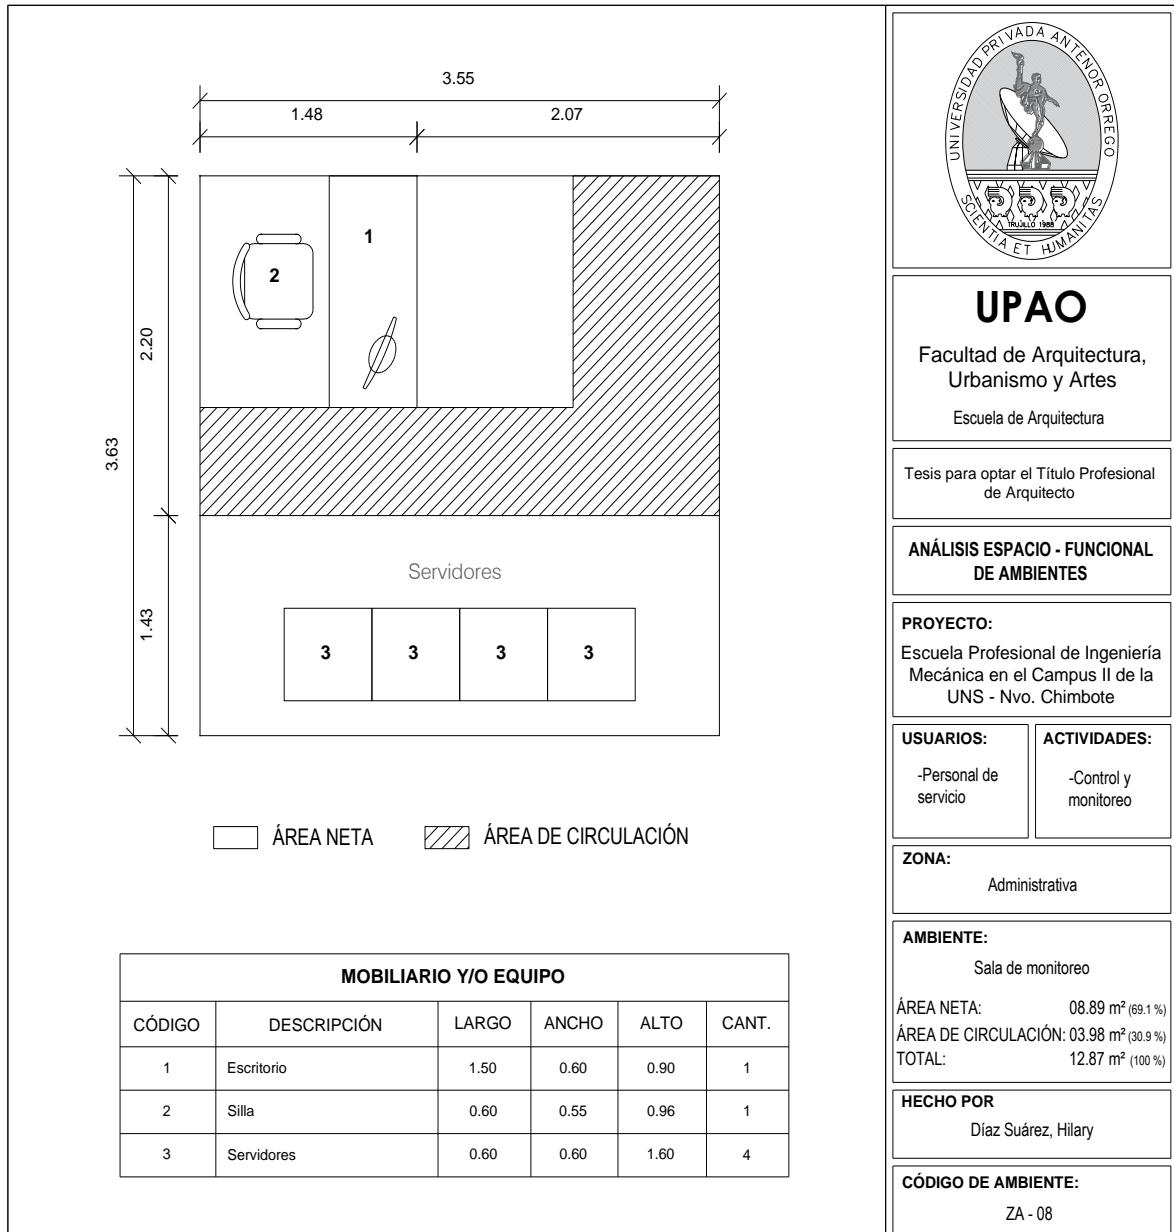 3.55
1.48
2.07
3.63
2.20
1.43
1
2
Servidores
3 3 3 3
ÁREA NETA
ÁREA DE CIRCULACIÓN
MOBILIARIO Y/O EQUIPO
CÓDIGO DESCRIPCIÓN LARGO ANCHO ALTO CANT.
1 Escritorio 1.50 0.60 0.90 1
2 Silla 0.60 0.55 0.96 1
3 Servidores 0.60 0.60 1.60 4
UNIVERSIDAD PRIVADA ANTENOR ORREGO
TRUJILLO 1988
SCIENTIA ET HUMANITAS
UPAO
Facultad de Arquitectura,
Urbanismo y Artes
Escuela de Arquitectura
Tesis para optar el Título Profesional
de Arquitecto
ANÁLISIS ESPACIO - FUNCIONAL
DE AMBIENTES
PROYECTO:
Escuela Profesional de Ingeniería
Mecánica en el Campus II de la
UNS - Nvo. Chimbote
USUARIOS:
-Personal de
servicio
ACTIVIDADES:
-Control y
monitoreo
ZONA:
Administrativa
AMBIENTE:
Sala de monitoreo
ÁREA NETA: 08.89 m² (69.1 %)
ÁREA DE CIRCULACIÓN: 03.98 m² (30.9 %)
TOTAL: 12.87 m² (100 %)
HECHO POR
Díaz Suárez, Hilary
CÓDIGO DE AMBIENTE:
ZA - 08